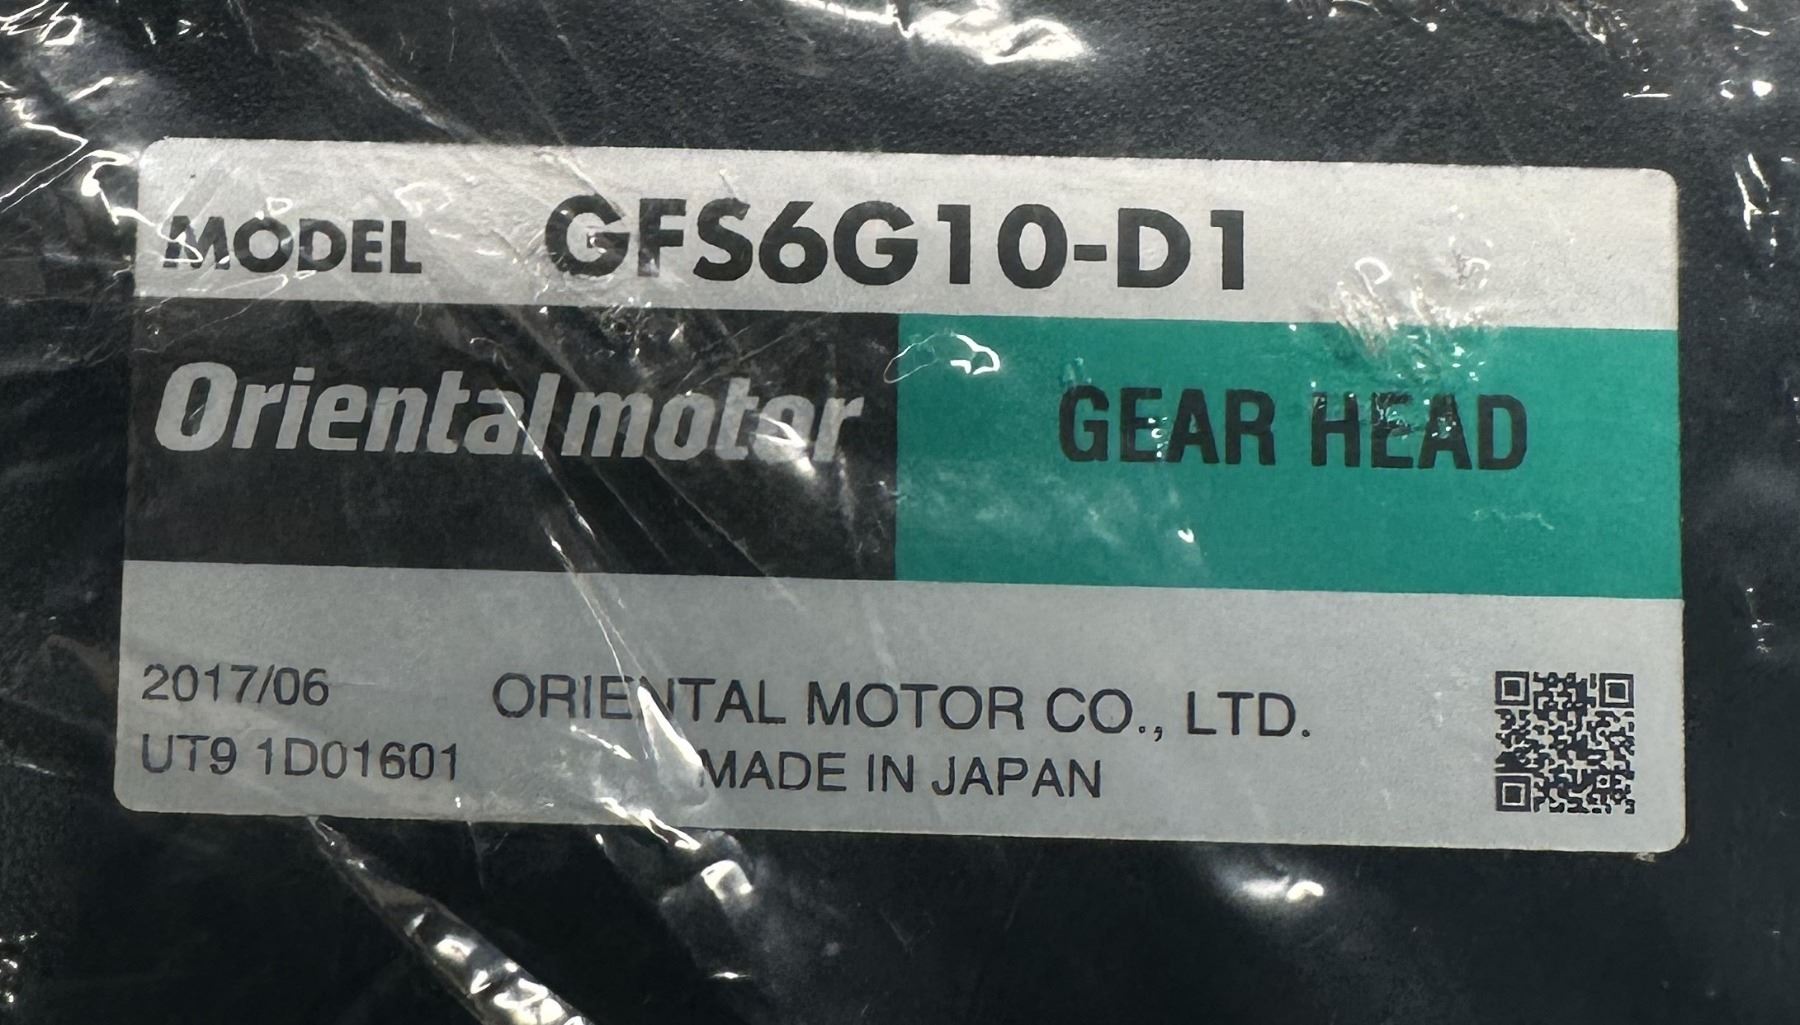 MODEL GFS6G10-D1
Orientalmotor GEAR HEAD
2017/06 ORIENTAL MOTOR CO., LTD.
UT9 1D01601 MADE IN JAPAN